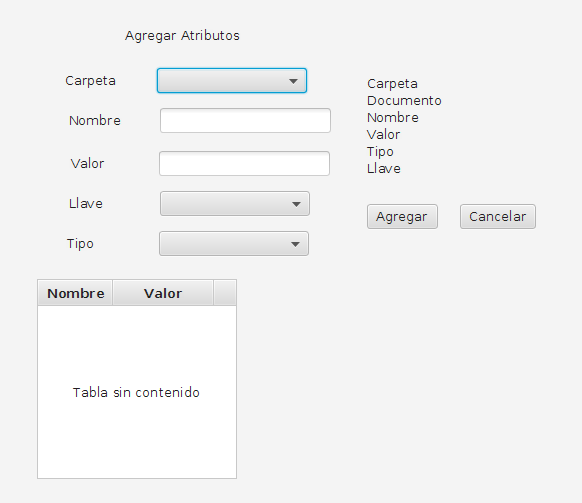 Agregar Atributos
Carpeta
Nombre
Valor
Llave
Tipo
Carpeta
Documento
Nombre
Valor
Tipo
Llave
Agregar Cancelar
Nombre Valor
Tabla sin contenido